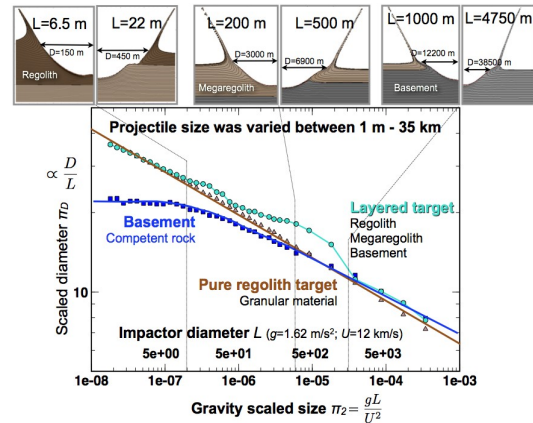 L=6.5 m
L=22 m
L=200 m
L=500 m
L=1000 m
L=4750 m
D=150 m
D=450 m
D=3000 m
D=6900 m
D=12200 m
D=38500 m
Regolith
Megaregolith
Basement
Projectile size was varied between 1 m - 35 km
∝ D/L
Layered target
Regolith
Megaregolith
Basement
Basement
Competent rock
Pure regolith target
Granular material
Scaled diameter π_D
10
Impactor diameter L (g=1.62 m/s²; U=12 km/s)
5e+00 5e+01 5e+02 5e+03
1e-08 1e-07 1e-06 1e-05 1e-04 1e-03
Gravity scaled size π₂= gL/U²